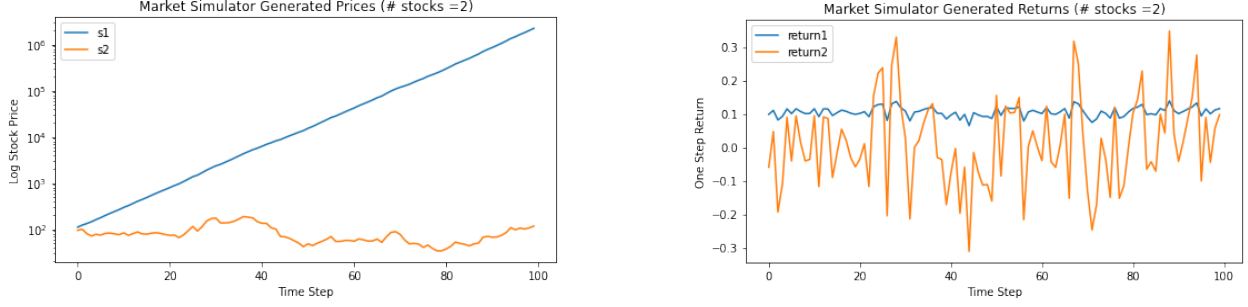 Market Simulator Generated Prices (# stocks =2)
s1
s2
10^6
10^5
10^4
10^3
10^2
Log Stock Price
0 20 40 60 80 100
Time Step
Market Simulator Generated Returns (# stocks =2)
return1
return2
0.3
0.2
0.1
0.0
−0.1
−0.2
−0.3
One Step Return
0 20 40 60 80 100
Time Step